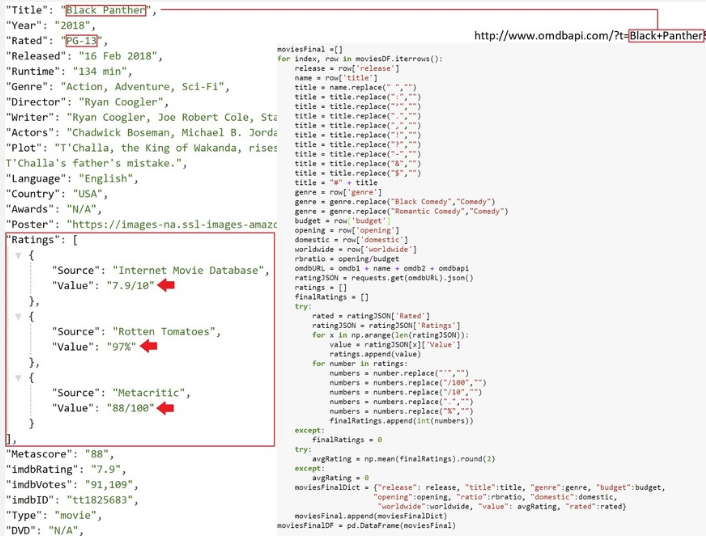 "Title": "Black Panther",
"Year": "2018",
"Rated": "PG-13",
"Released": "16 Feb 2018",
"Runtime": "134 min",
"Genre": "Action, Adventure, Sci-Fi",
"Director": "Ryan Coogler",
"Writer": "Ryan Coogler, Joe Robert Cole, Sta
"Actors": "Chadwick Boseman, Michael B. Jorda
"Plot": "T'Challa, the King of Wakanda, rises
T'Challa's father's mistake.",
"Language": "English",
"Country": "USA",
"Awards": "N/A",
"Poster": "https://images-na.ssl-images-amazo
"Ratings": [
{
"Source": "Internet Movie Database",
"Value": "7.9/10"
},
{
"Source": "Rotten Tomatoes",
"Value": "97%"
},
{
"Source": "Metacritic",
"Value": "88/100"
}
],
"Metascore": "88",
"imdbRating": "7.9",
"imdbVotes": "91,109",
"imdbID": "tt1825683",
"Type": "movie",
"DVD": "N/A",
http://www.omdbapi.com/?t=Black+Panther
moviesFinal =[]
for index, row in moviesDF.iterrows():
release = row['release']
name = row['title']
title = name.replace(" ","")
title = title.replace(":","")
title = title.replace("'","")
title = title.replace(".","")
title = title.replace(",","")
title = title.replace("!","")
title = title.replace("?","")
title = title.replace("-","")
title = title.replace("&","")
title = title.replace("$","")
title = "#" + title
genre = row['genre']
genre = genre.replace("Black Comedy","Comedy")
genre = genre.replace("Romantic Comedy","Comedy")
budget = row['budget']
opening = row['opening']
domestic = row['domestic']
worldwide = row['worldwide']
rbratio = opening/budget
omdbURL = omdb1 + name + omdb2 + omdbapi
ratingJSON = requests.get(omdbURL).json()
ratings = []
finalRatings = []
try:
rated = ratingJSON['Rated']
ratingJSON = ratingJSON['Ratings']
for x in np.arange(len(ratingJSON)):
value = ratingJSON[x]['Value']
ratings.append(value)
for number in ratings:
numbers = number.replace("'","")
numbers = numbers.replace("/100","")
numbers = numbers.replace("/10","")
numbers = numbers.replace(".","")
numbers = numbers.replace("%","")
finalRatings.append(int(numbers))
except:
finalRatings = 0
try:
avgRating = np.mean(finalRatings).round(2)
except:
avgRating = 0
moviesFinalDict = {"release": release, "title":title, "genre":genre, "budget":budget,
"opening":opening, "ratio":rbratio, "domestic":domestic,
"worldwide":worldwide, "value": avgRating, "rated":rated}
moviesFinal.append(moviesFinalDict)
moviesFinalDF = pd.DataFrame(moviesFinal)